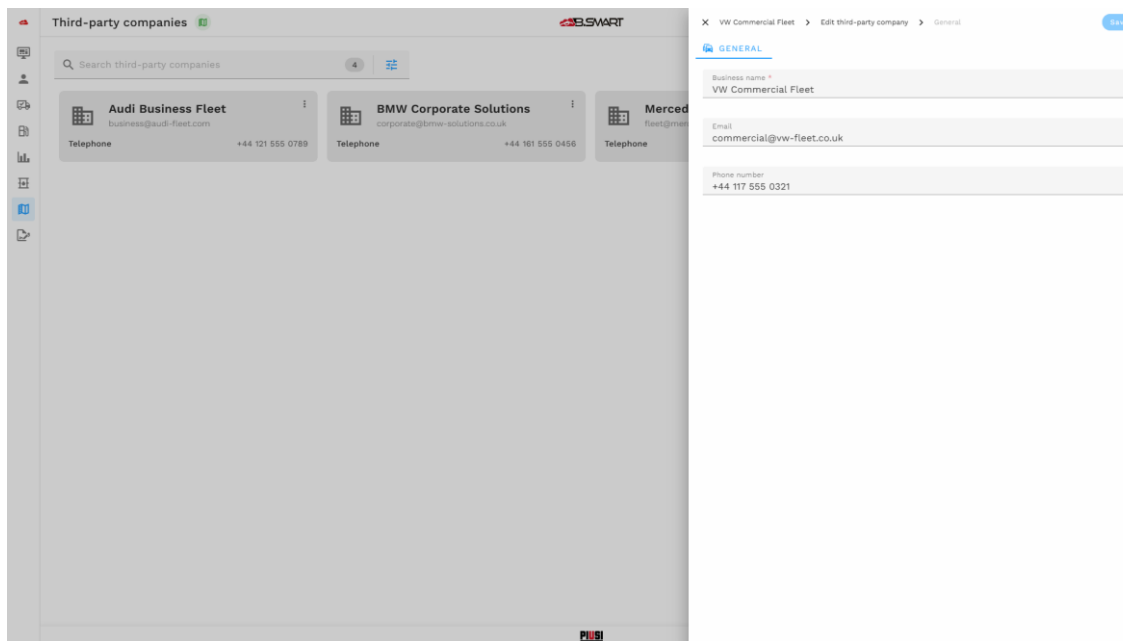 Third-party companies
B.SMART
Search third-party companies
4
Audi Business Fleet
business@audi-fleet.com
Telephone
+44 121 555 0789
BMW Corporate Solutions
corporate@bmw-solutions.co.uk
Telephone
+44 161 555 0456
Merced
fleet@mer
Telephone
VW Commercial Fleet
Edit third-party company
General
Sav
GENERAL
Business name *
VW Commercial Fleet
Email
commercial@vw-fleet.co.uk
Phone number
+44 117 555 0321
PIUSI